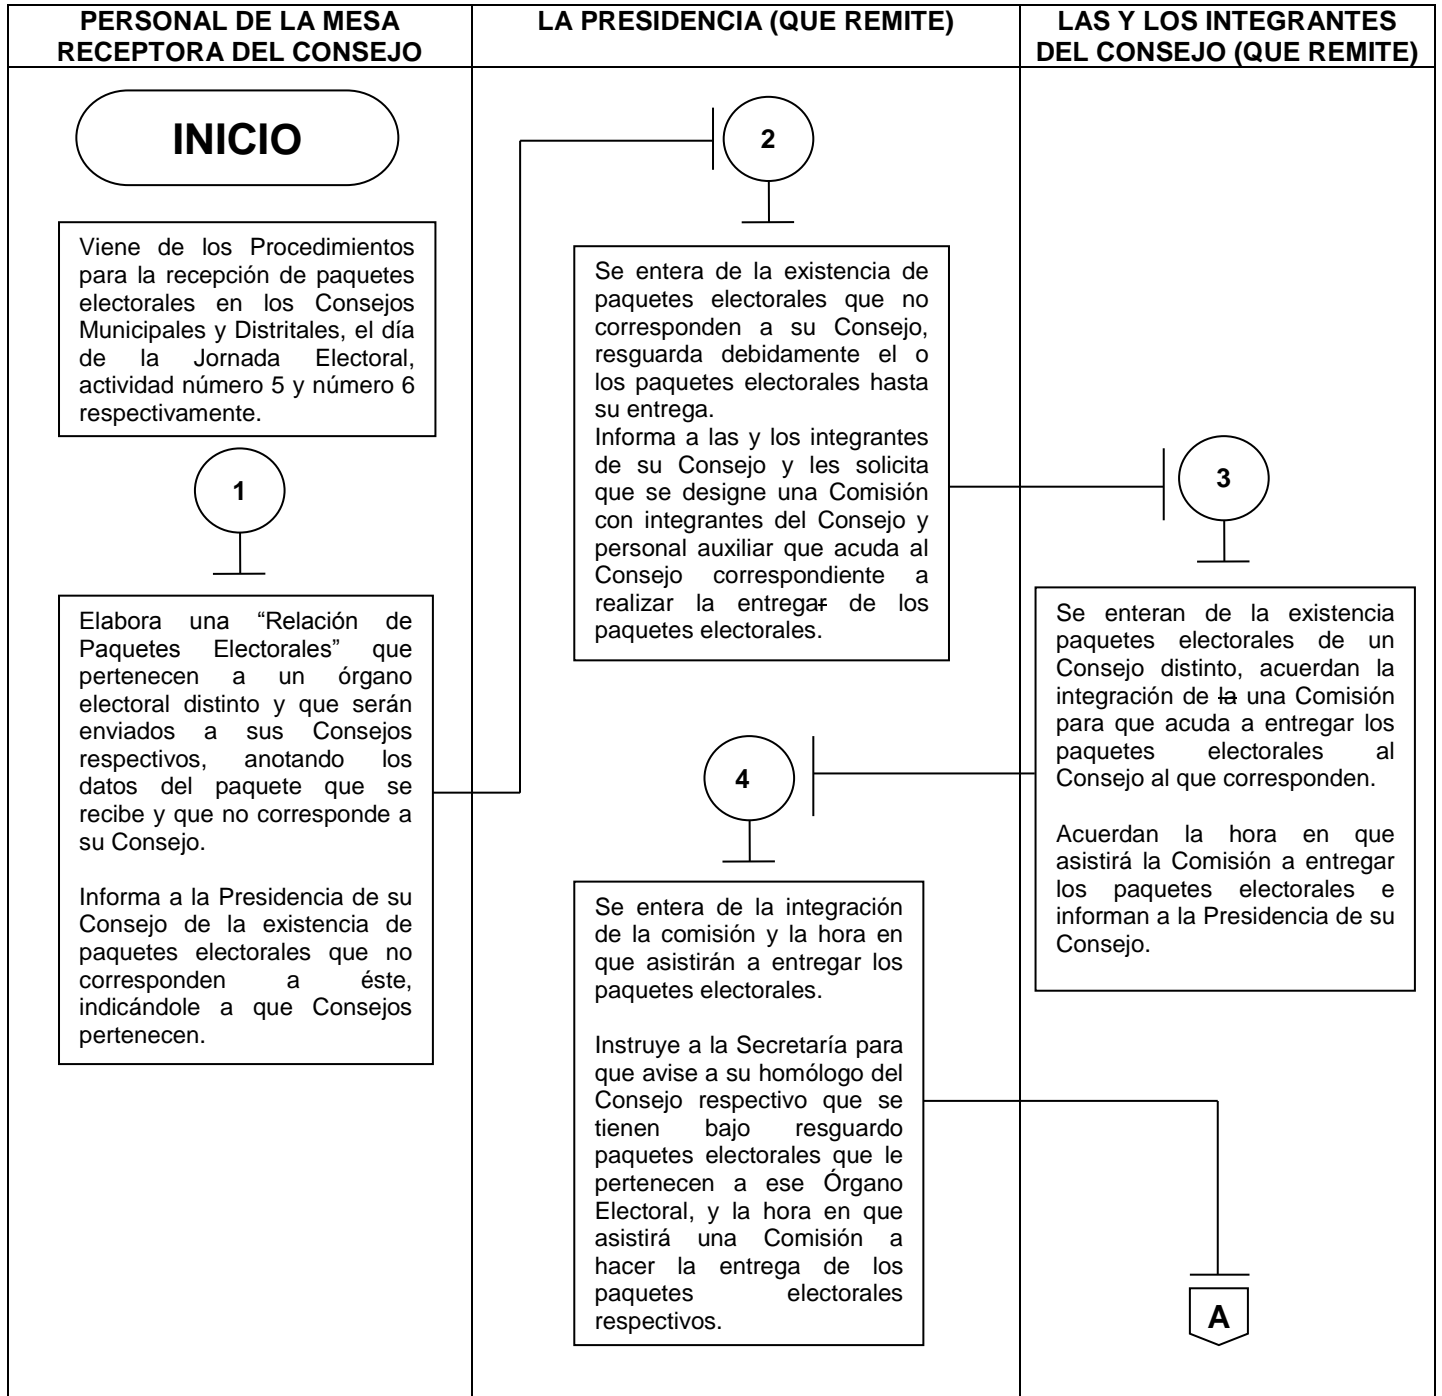 PERSONAL DE LA MESA
RECEPTORA DEL CONSEJO
LA PRESIDENCIA (QUE REMITE)
LAS Y LOS INTEGRANTES
DEL CONSEJO (QUE REMITE)
INICIO
Viene de los Procedimientos
para la recepción de paquetes
electorales en los Consejos
Municipales y Distritales, el día
de la Jornada Electoral,
actividad número 5 y número 6
respectivamente.
1
Elabora una “Relación de
Paquetes Electorales” que
pertenecen a un órgano
electoral distinto y que serán
enviados a sus Consejos
respectivos, anotando los
datos del paquete que se
recibe y que no corresponde a
su Consejo.
Informa a la Presidencia de su
Consejo de la existencia de
paquetes electorales que no
corresponden a éste,
indicándole a que Consejos
pertenecen.
2
Se entera de la existencia de
paquetes electorales que no
corresponden a su Consejo,
resguarda debidamente el o
los paquetes electorales hasta
su entrega.
Informa a las y los integrantes
de su Consejo y les solicita
que se designe una Comisión
con integrantes del Consejo y
personal auxiliar que acuda al
Consejo correspondiente a
realizar la entregar de los
paquetes electorales.
3
Se enteran de la existencia
paquetes electorales de un
Consejo distinto, acuerdan la
integración de la una Comisión
para que acuda a entregar los
paquetes electorales al
Consejo al que corresponden.
Acuerdan la hora en que
asistirá la Comisión a entregar
los paquetes electorales e
informan a la Presidencia de su
Consejo.
4
Se entera de la integración
de la comisión y la hora en
que asistirán a entregar los
paquetes electorales.
Instruye a la Secretaría para
que avise a su homólogo del
Consejo respectivo que se
tienen bajo resguardo
paquetes electorales que le
pertenecen a ese Órgano
Electoral, y la hora en que
asistirá una Comisión a
hacer la entrega de los
paquetes electorales
respectivos.
A